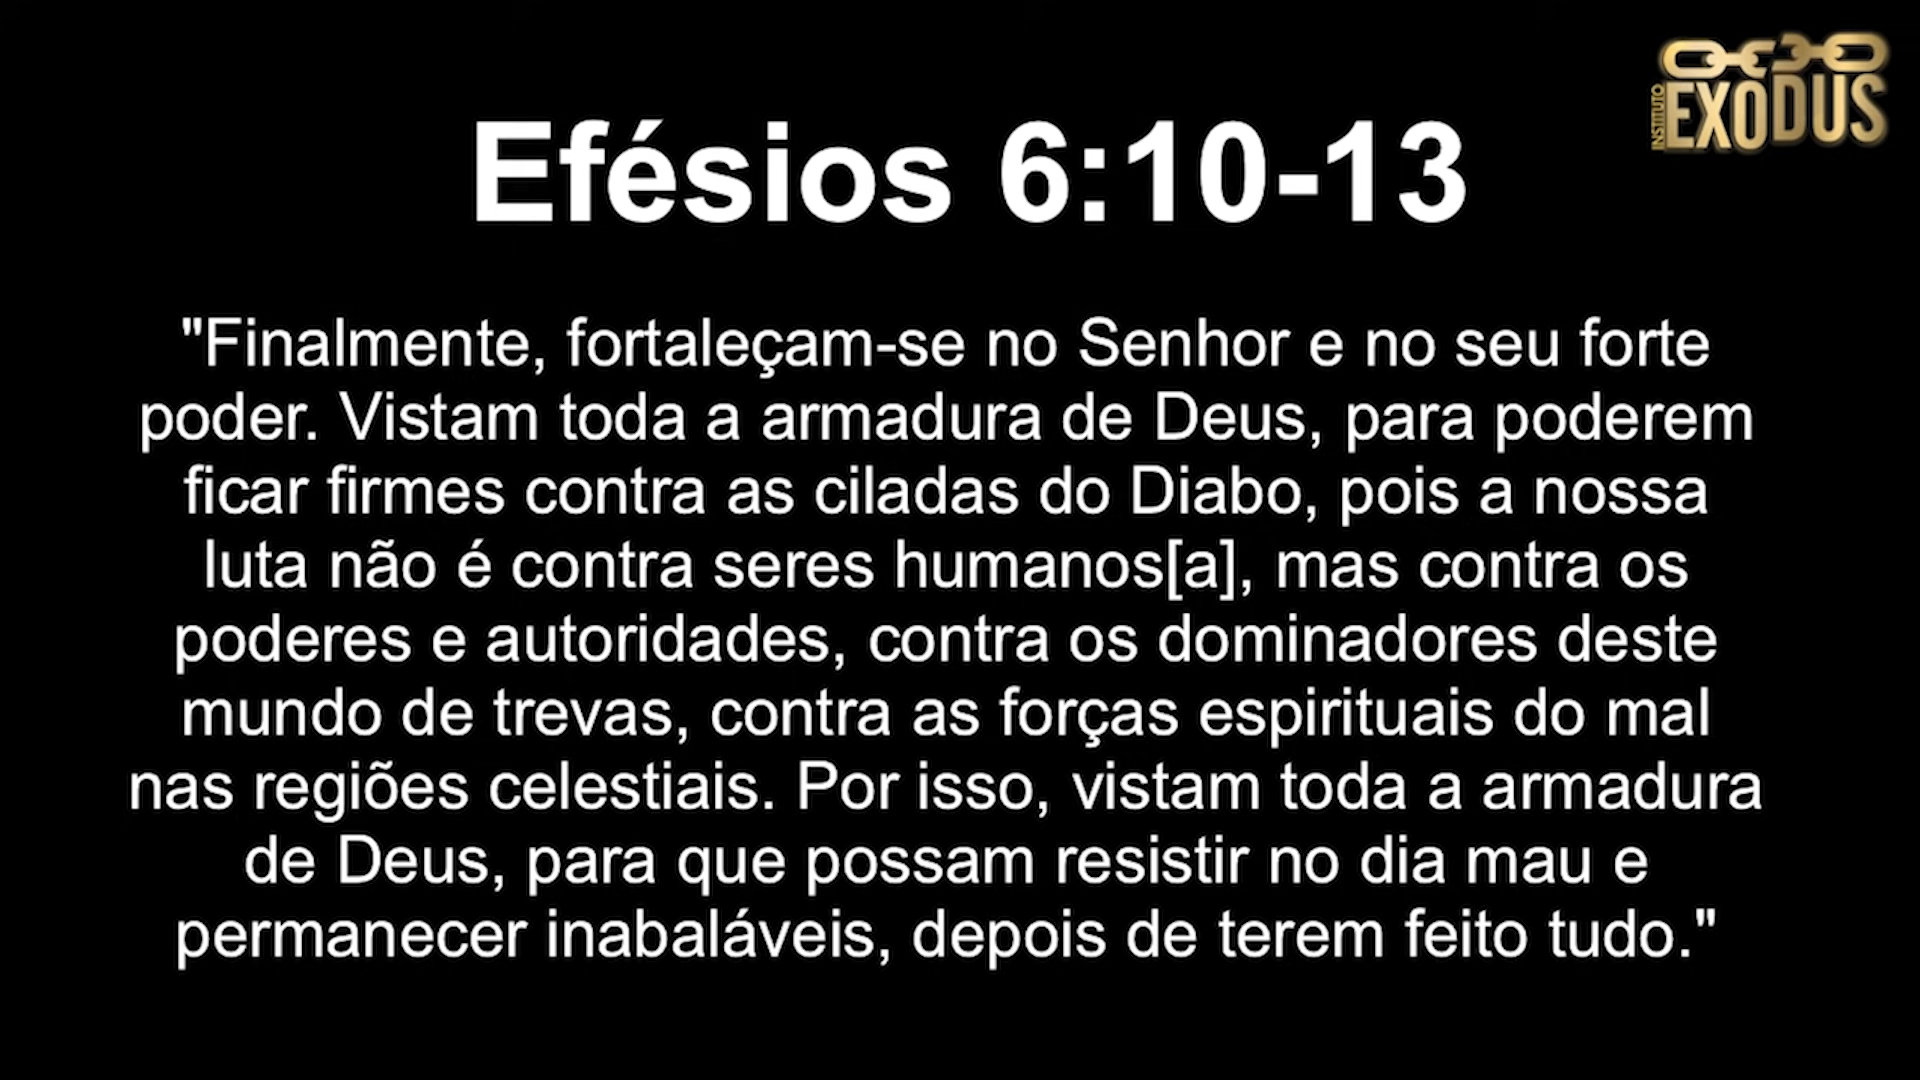 INSTITUTO
EXODUS
Efésios 6:10-13
"Finalmente, fortaleçam-se no Senhor e no seu forte
poder. Vistam toda a armadura de Deus, para poderem
ficar firmes contra as ciladas do Diabo, pois a nossa
luta não é contra seres humanos[a], mas contra os
poderes e autoridades, contra os dominadores deste
mundo de trevas, contra as forças espirituais do mal
nas regiões celestiais. Por isso, vistam toda a armadura
de Deus, para que possam resistir no dia mau e
permanecer inabaláveis, depois de terem feito tudo."